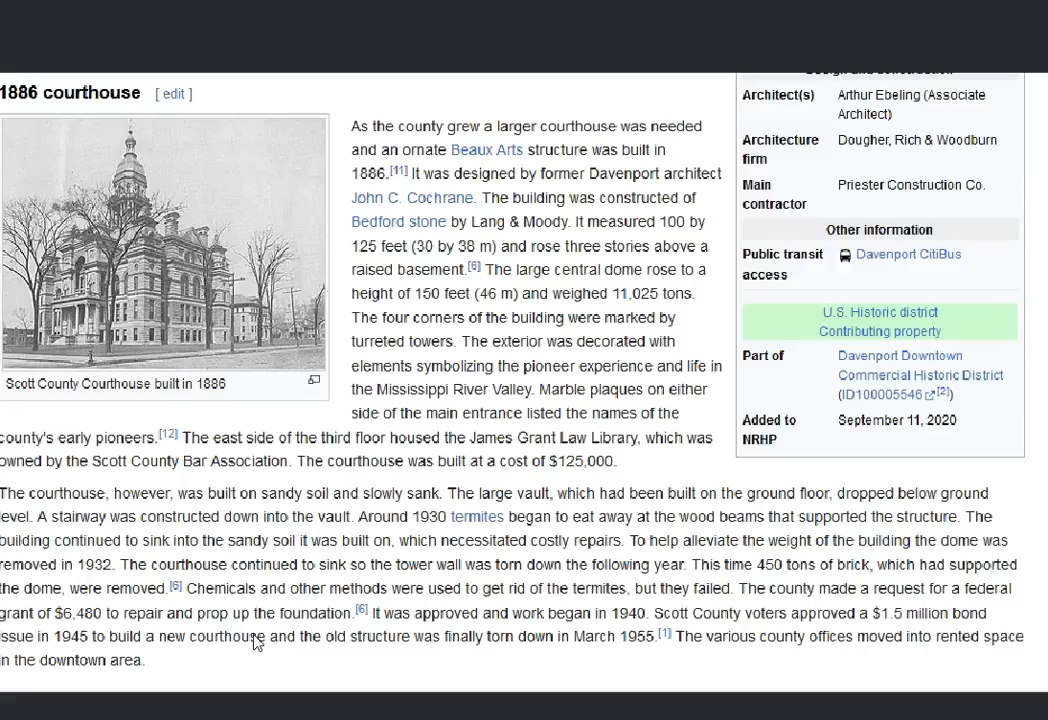 1886 courthouse [ edit ]
Scott County Courthouse built in 1886
As the county grew a larger courthouse was needed
and an ornate Beaux Arts structure was built in
1886.[11] It was designed by former Davenport architect
John C. Cochrane. The building was constructed of
Bedford stone by Lang & Moody. It measured 100 by
125 feet (30 by 38 m) and rose three stories above a
raised basement.[6] The large central dome rose to a
height of 150 feet (46 m) and weighed 11,025 tons.
The four corners of the building were marked by
turreted towers. The exterior was decorated with
elements symbolizing the pioneer experience and life in
the Mississippi River Valley. Marble plaques on either
side of the main entrance listed the names of the
county's early pioneers.[12] The east side of the third floor housed the James Grant Law Library, which was
owned by the Scott County Bar Association. The courthouse was built at a cost of $125,000.
The courthouse, however, was built on sandy soil and slowly sank. The large vault, which had been built on the ground floor, dropped below ground
level. A stairway was constructed down into the vault. Around 1930 termites began to eat away at the wood beams that supported the structure. The
building continued to sink into the sandy soil it was built on, which necessitated costly repairs. To help alleviate the weight of the building the dome was
removed in 1932. The courthouse continued to sink so the tower wall was torn down the following year. This time 450 tons of brick, which had supported
the dome, were removed.[6] Chemicals and other methods were used to get rid of the termites, but they failed. The county made a request for a federal
grant of $6,480 to repair and prop up the foundation.[6] It was approved and work began in 1940. Scott County voters approved a $1.5 million bond
issue in 1945 to build a new courthouse and the old structure was finally torn down in March 1955.[1] The various county offices moved into rented space
in the downtown area.
Design and construction
Architect(s) Arthur Ebeling (Associate
Architect)
Architecture Dougher, Rich & Woodburn
firm
Main Priester Construction Co.
contractor
Other information
Public transit Davenport CitiBus
access
U.S. Historic district
Contributing property
Part of Davenport Downtown
Commercial Historic District
(ID100005546 [2])
Added to September 11, 2020
NRHP